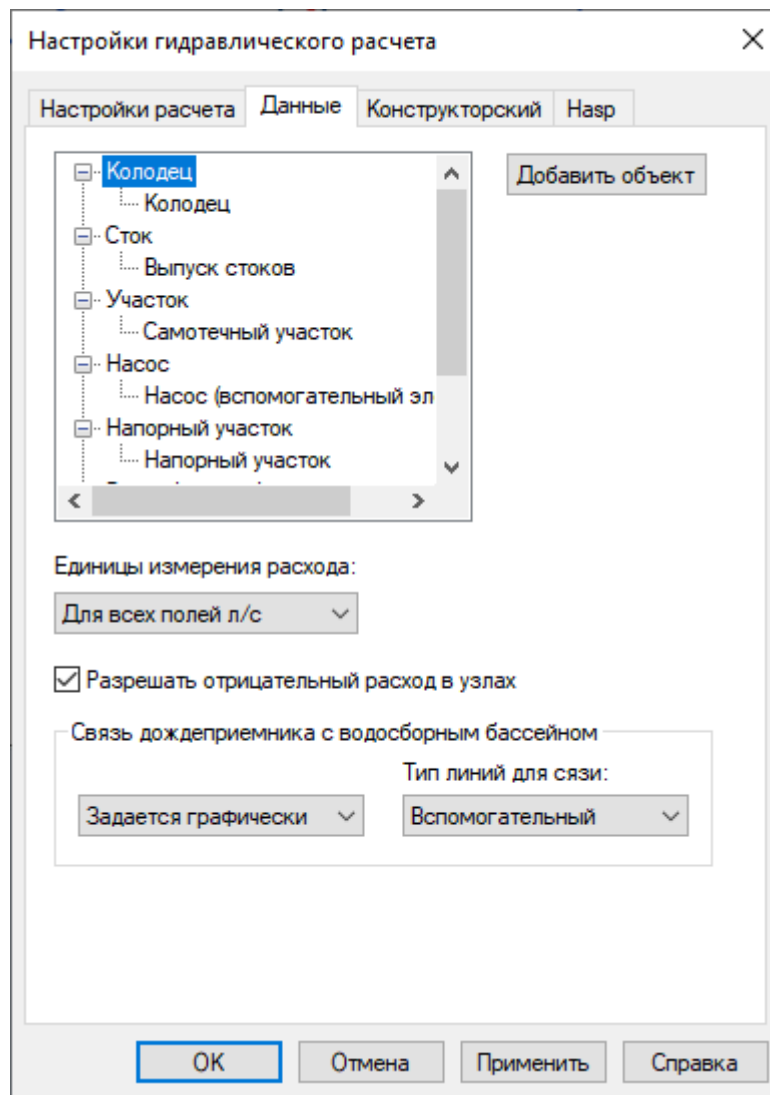 Настройки гидравлического расчета
Настройки расчета Данные Конструкторский Hasp
Колодец
Добавить объект
Колодец
Сток
Выпуск стоков
Участок
Самотечный участок
Насос
Насос (вспомогательный эл
Напорный участок
Напорный участок
Единицы измерения расхода:
Для всех полей л/с
Разрешать отрицательный расход в узлах
Связь дождеприемника с водосборным бассейном
Тип линий для сязи:
Задается графически Вспомогательный
ОК Отмена Применить Справка